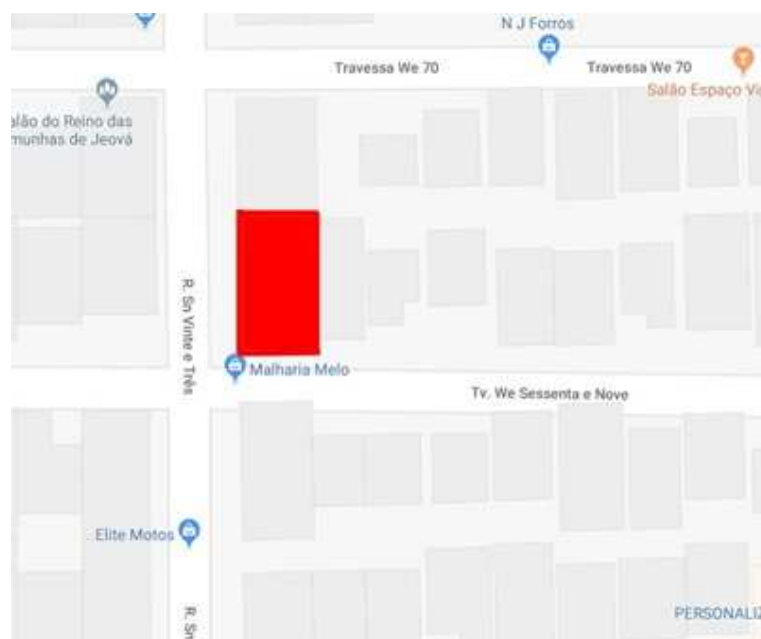 N J Forros
Travessa We 70
Travessa We 70
Salão Espaço Vi
alão do Reino das
munhas de Jeová
R. Sn Vinte e Três
Malharia Melo
Tv. We Sessenta e Nove
Elite Motos
R. Sn
PERSONALIZ